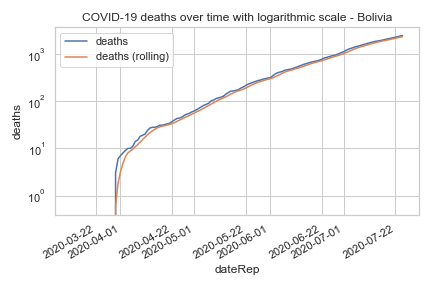 COVID-19 deaths over time with logarithmic scale - Bolivia
deaths
deaths (rolling)
10³
10²
10¹
10⁰
deaths
2020-03-22
2020-04-01
2020-04-22
2020-05-01
2020-05-22
2020-06-01
2020-06-22
2020-07-01
2020-07-22
dateRep